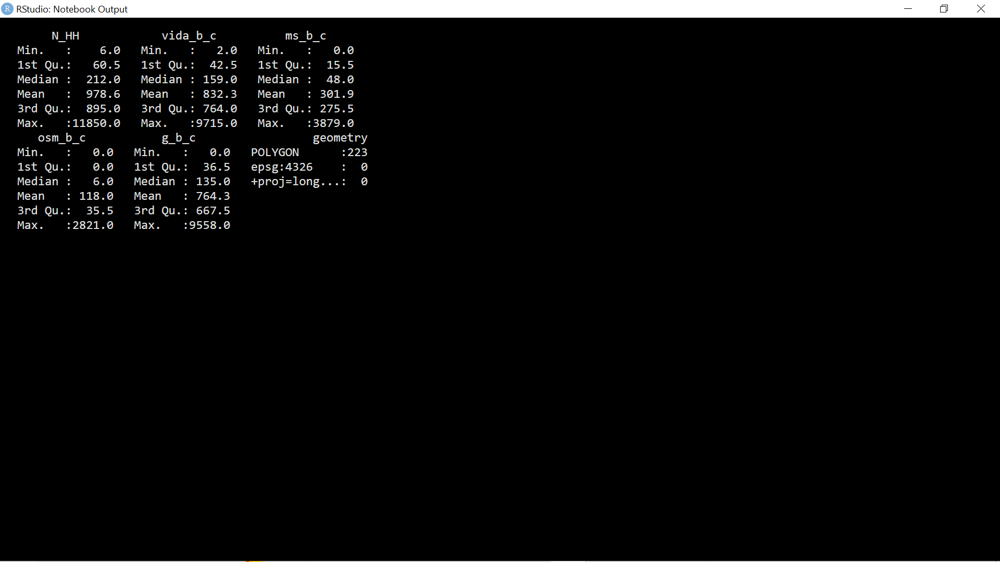 R RStudio: Notebook Output
N_HH vida_b_c ms_b_c
Min. : 6.0 Min. : 2.0 Min. : 0.0
1st Qu.: 60.5 1st Qu.: 42.5 1st Qu.: 15.5
Median : 212.0 Median : 159.0 Median : 48.0
Mean : 978.6 Mean : 832.3 Mean : 301.9
3rd Qu.: 895.0 3rd Qu.: 764.0 3rd Qu.: 275.5
Max. :11850.0 Max. :9715.0 Max. :3879.0
osm_b_c g_b_c geometry
Min. : 0.0 Min. : 0.0 POLYGON :223
1st Qu.: 0.0 1st Qu.: 36.5 epsg:4326 : 0
Median : 6.0 Median : 135.0 +proj=long...: 0
Mean : 118.0 Mean : 764.3
3rd Qu.: 35.5 3rd Qu.: 667.5
Max. :2821.0 Max. :9558.0